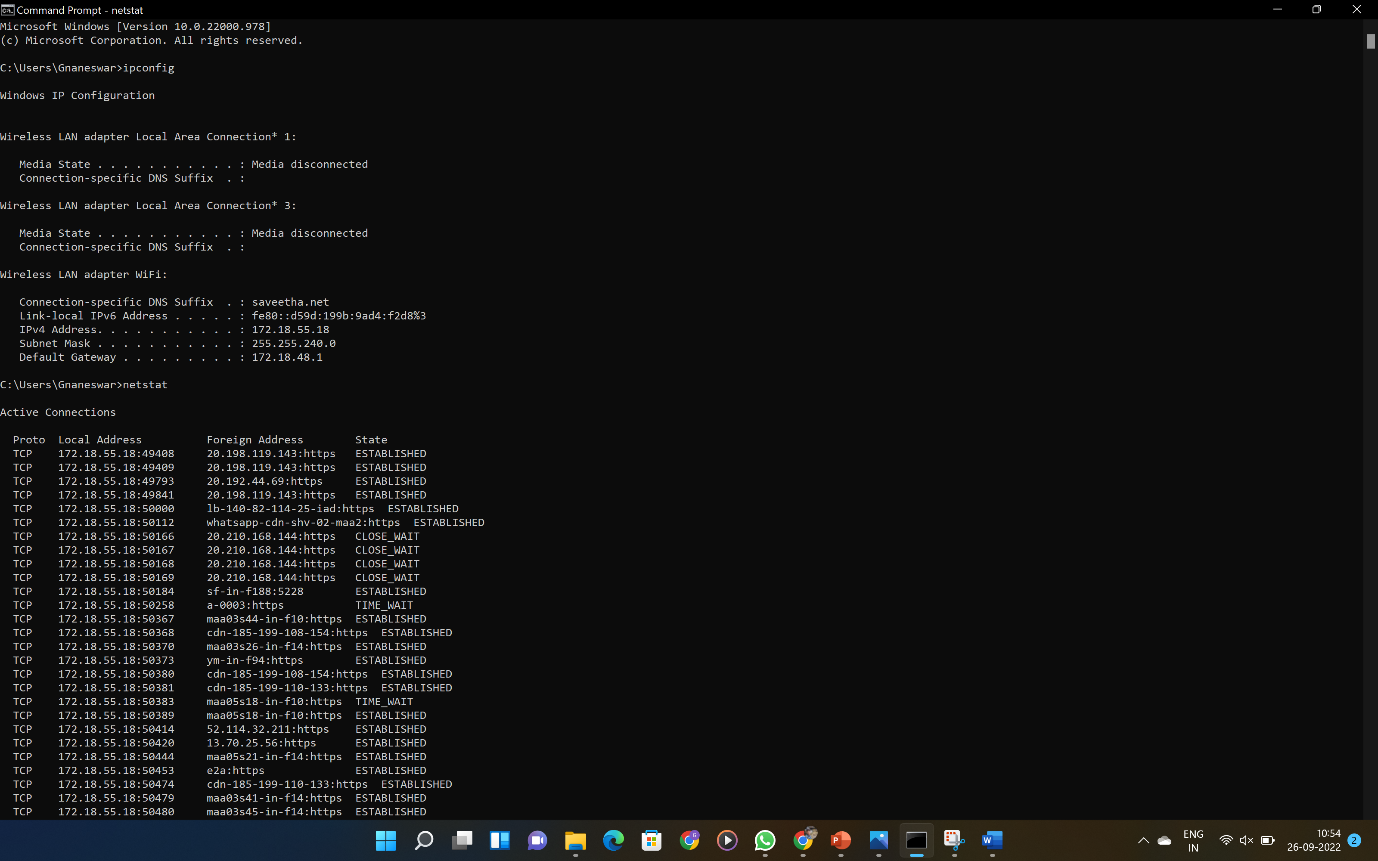 Command Prompt - netstat
Microsoft Windows [Version 10.0.22000.978]
(c) Microsoft Corporation. All rights reserved.
C:\Users\Gnaneswar>ipconfig
Windows IP Configuration
Wireless LAN adapter Local Area Connection* 1:
Media State . . . . . . . . . . . : Media disconnected
Connection-specific DNS Suffix  . :
Wireless LAN adapter Local Area Connection* 3:
Media State . . . . . . . . . . . : Media disconnected
Connection-specific DNS Suffix  . :
Wireless LAN adapter WiFi:
Connection-specific DNS Suffix  . : saveetha.net
Link-local IPv6 Address . . . . . : fe80::d59d:199b:9ad4:f2d8%3
IPv4 Address. . . . . . . . . . . : 172.18.55.18
Subnet Mask . . . . . . . . . . . : 255.255.240.0
Default Gateway . . . . . . . . . : 172.18.48.1
C:\Users\Gnaneswar>netstat
Active Connections
Proto  Local Address          Foreign Address        State
TCP    172.18.55.18:49408     20.198.119.143:https   ESTABLISHED
TCP    172.18.55.18:49409     20.198.119.143:https   ESTABLISHED
TCP    172.18.55.18:49793     20.192.44.69:https     ESTABLISHED
TCP    172.18.55.18:49841     20.198.119.143:https   ESTABLISHED
TCP    172.18.55.18:50000     lb-140-82-114-25-iad:https  ESTABLISHED
TCP    172.18.55.18:50112     whatsapp-cdn-shv-02-maa2:https  ESTABLISHED
TCP    172.18.55.18:50166     20.210.168.144:https   CLOSE_WAIT
TCP    172.18.55.18:50167     20.210.168.144:https   CLOSE_WAIT
TCP    172.18.55.18:50168     20.210.168.144:https   CLOSE_WAIT
TCP    172.18.55.18:50169     20.210.168.144:https   CLOSE_WAIT
TCP    172.18.55.18:50184     sf-in-f188:5228        ESTABLISHED
TCP    172.18.55.18:50258     a-0003:https           TIME_WAIT
TCP    172.18.55.18:50367     maa03s44-in-f10:https  ESTABLISHED
TCP    172.18.55.18:50368     cdn-185-199-108-154:https  ESTABLISHED
TCP    172.18.55.18:50370     maa03s26-in-f14:https  ESTABLISHED
TCP    172.18.55.18:50373     ym-in-f94:https        ESTABLISHED
TCP    172.18.55.18:50380     cdn-185-199-108-154:https  ESTABLISHED
TCP    172.18.55.18:50381     cdn-185-199-110-133:https  ESTABLISHED
TCP    172.18.55.18:50383     maa05s18-in-f10:https  TIME_WAIT
TCP    172.18.55.18:50389     maa05s18-in-f10:https  ESTABLISHED
TCP    172.18.55.18:50414     52.114.32.211:https    ESTABLISHED
TCP    172.18.55.18:50420     13.70.25.56:https      ESTABLISHED
TCP    172.18.55.18:50444     maa05s21-in-f14:https  ESTABLISHED
TCP    172.18.55.18:50453     e2a:https              ESTABLISHED
TCP    172.18.55.18:50474     cdn-185-199-110-133:https  ESTABLISHED
TCP    172.18.55.18:50479     maa03s41-in-f14:https  ESTABLISHED
TCP    172.18.55.18:50480     maa03s45-in-f14:https  ESTABLISHED
ENG
IN
10:54
26-09-2022
2